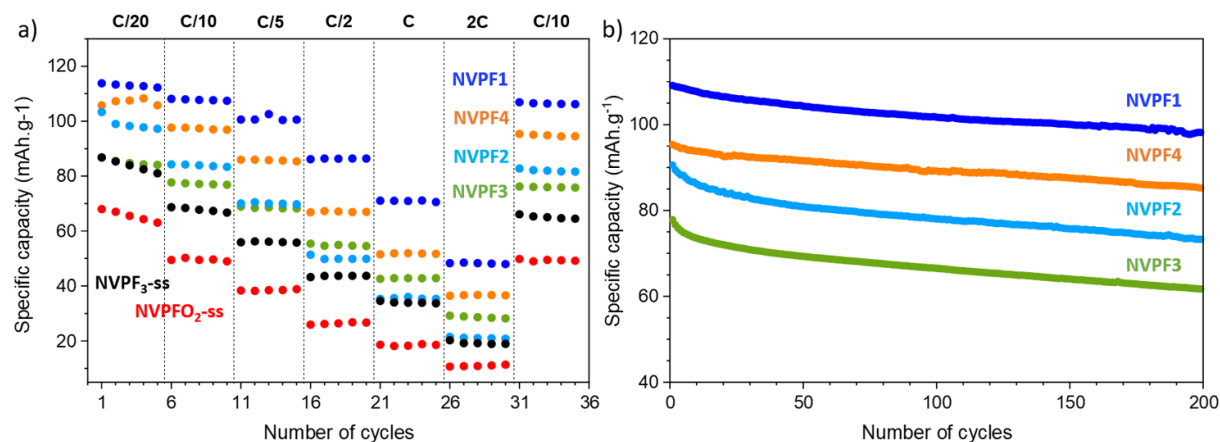 a)
C/20 C/10 C/5 C/2 C 2C C/10
Specific capacity (mAh.g-1)
120
100
80
60
40
20
NVPF1
NVPF4
NVPF2
NVPF3
NVPF₃-ss
NVPFO₂-ss
1 6 11 16 21 26 31 36
Number of cycles
b)
Specific capacity (mAh.g⁻¹)
120
100
80
60
40
NVPF1
NVPF4
NVPF2
NVPF3
0 50 100 150 200
Number of cycles